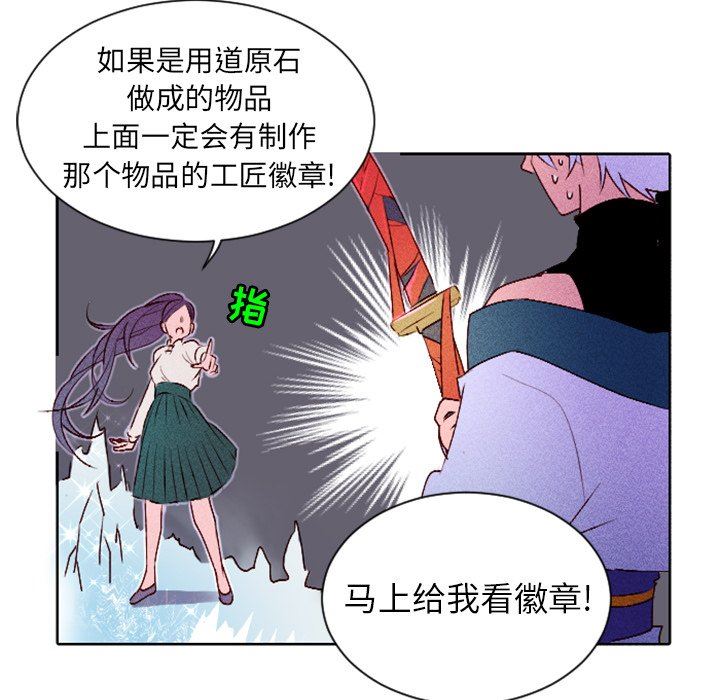 如果是用道原石
做成的物品
上面一定会有制作
那个物品的工匠徽章!
指
马上给我看徽章!